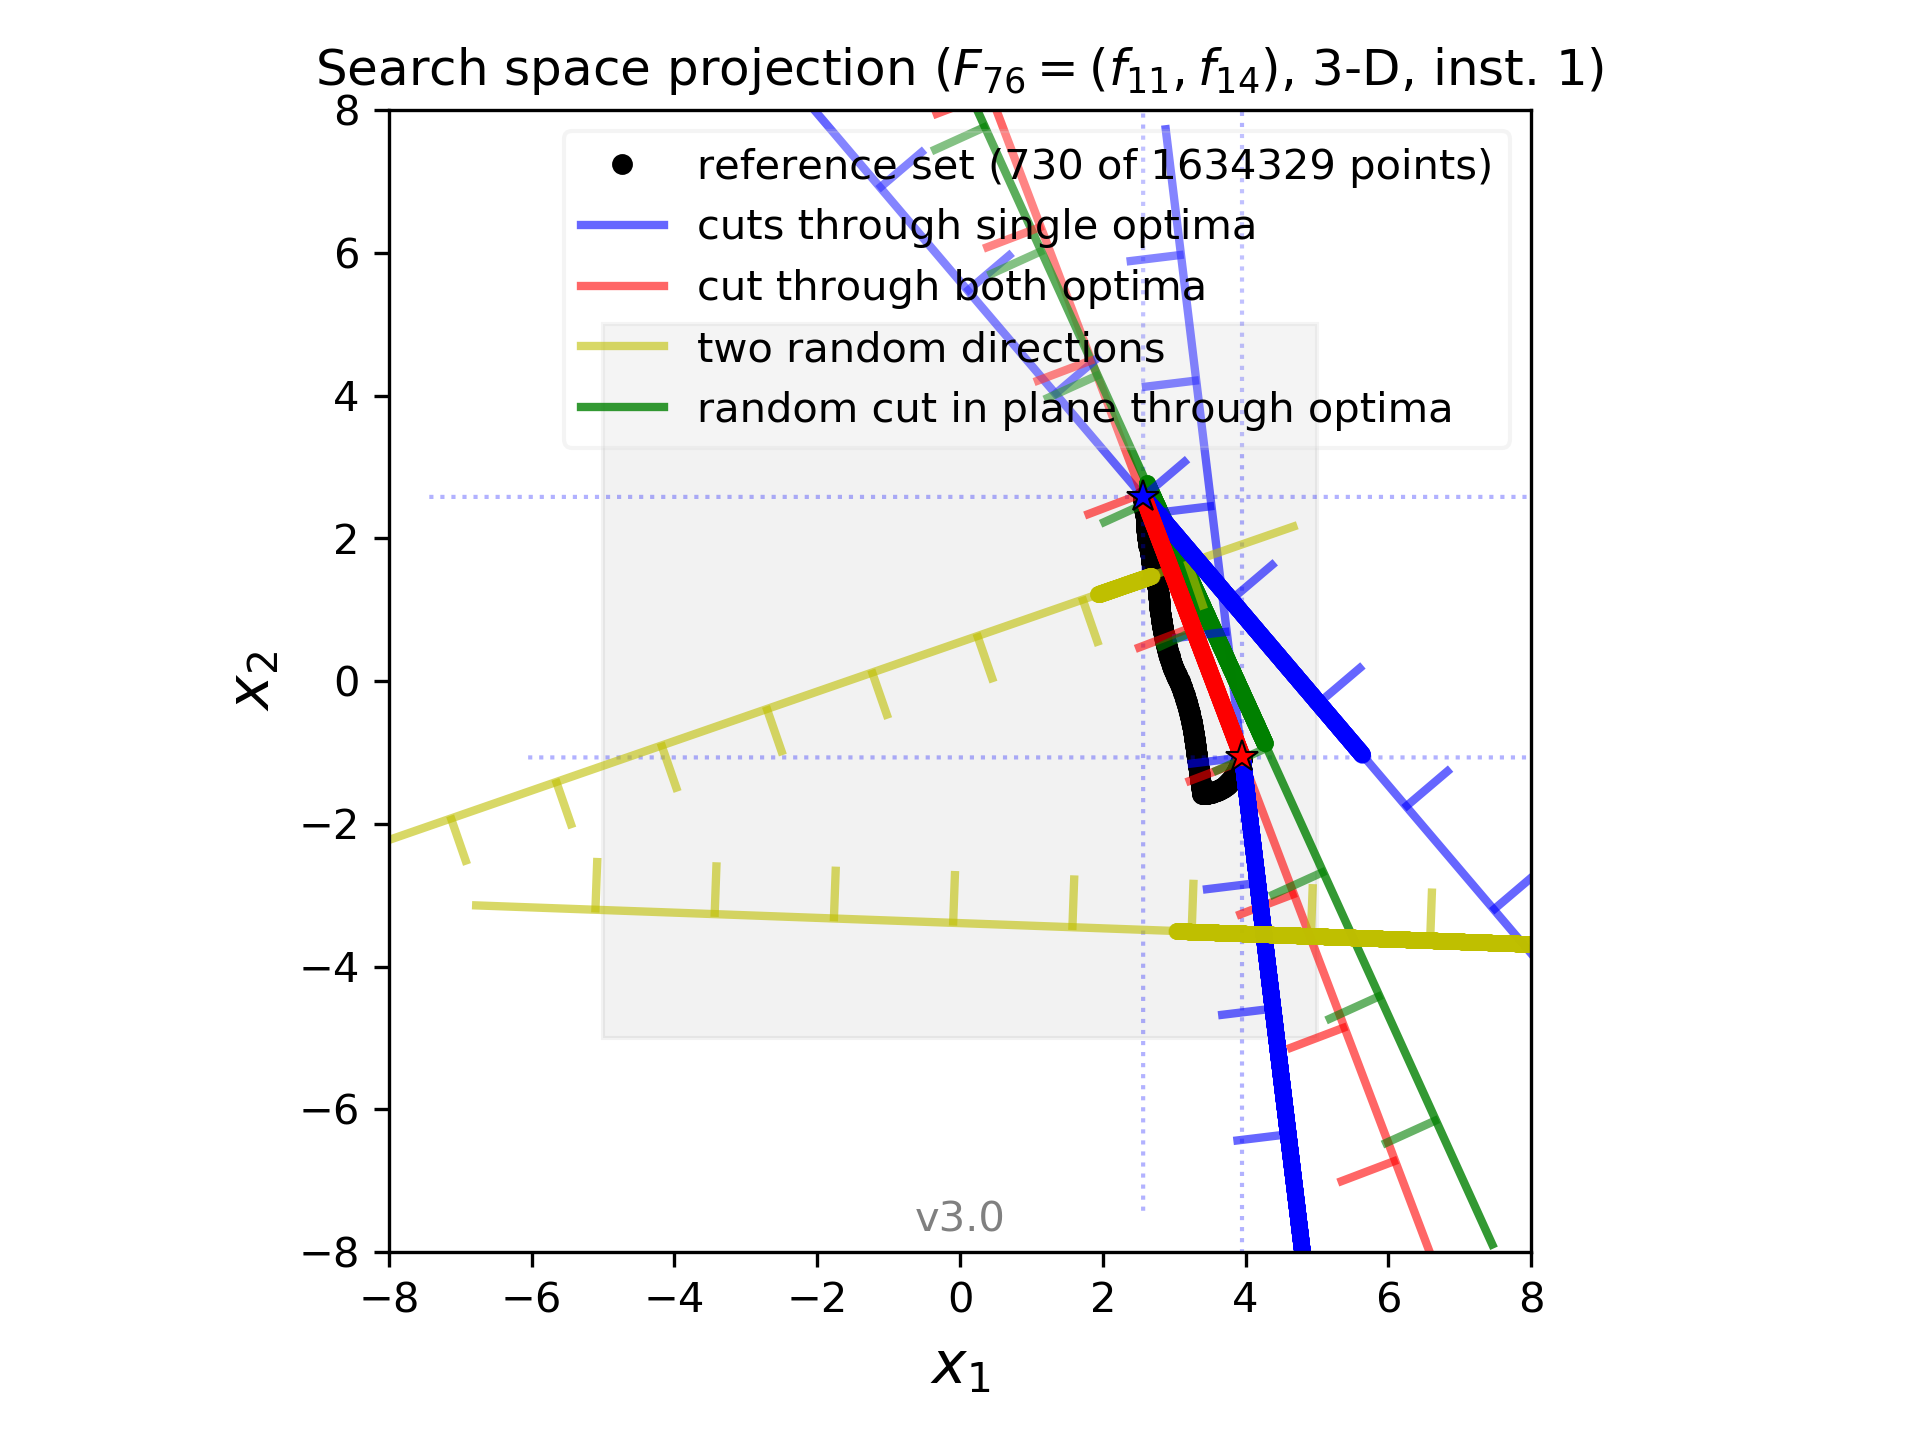 Search space projection (F76 = (f11, f14), 3-D, inst. 1)
8
reference set (730 of 1634329 points)
cuts through single optima
6
cut through both optima
two random directions
4
random cut in plane through optima
2
x2
0
−2
−4
−6
v3.0
−8
−8 −6 −4 −2 0 2 4 6 8
x1